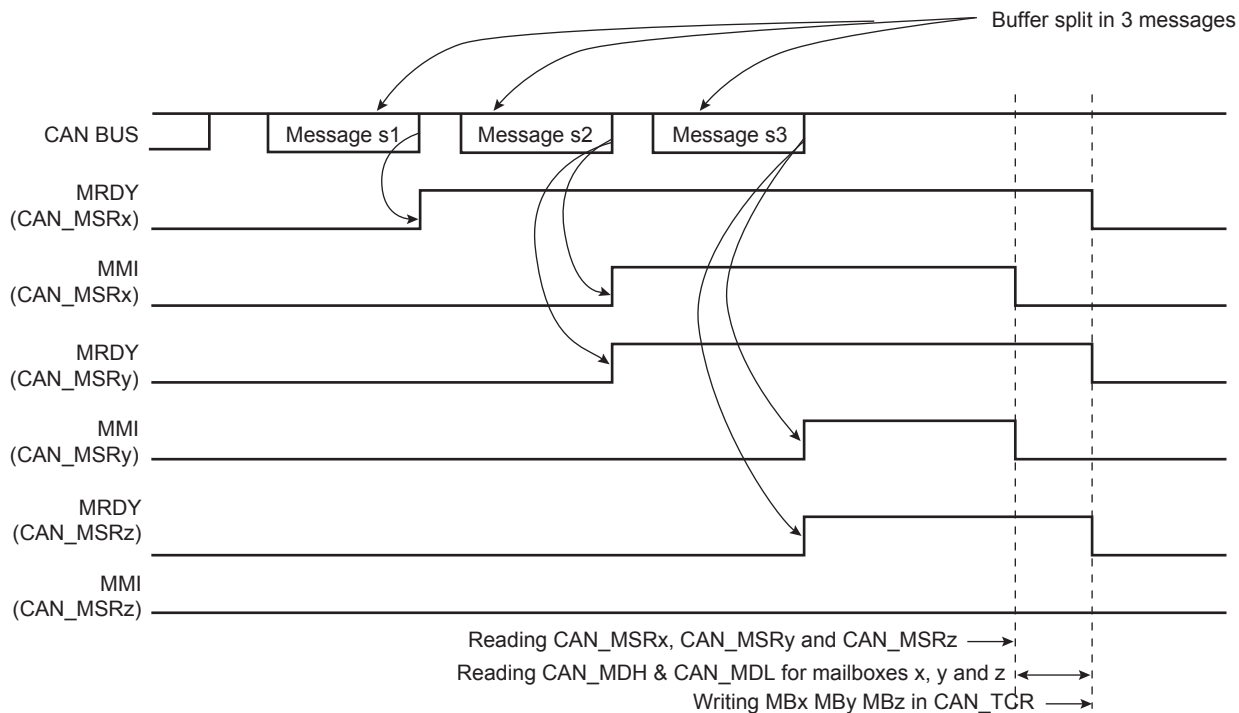 Buffer split in 3 messages
CAN BUS
Message s1
Message s2
Message s3
MRDY
(CAN_MSRx)
MMI
(CAN_MSRx)
MRDY
(CAN_MSRy)
MMI
(CAN_MSRy)
MRDY
(CAN_MSRz)
MMI
(CAN_MSRz)
Reading CAN_MSRx, CAN_MSRy and CAN_MSRz
Reading CAN_MDH & CAN_MDL for mailboxes x, y and z
Writing MBx MBy MBz in CAN_TCR